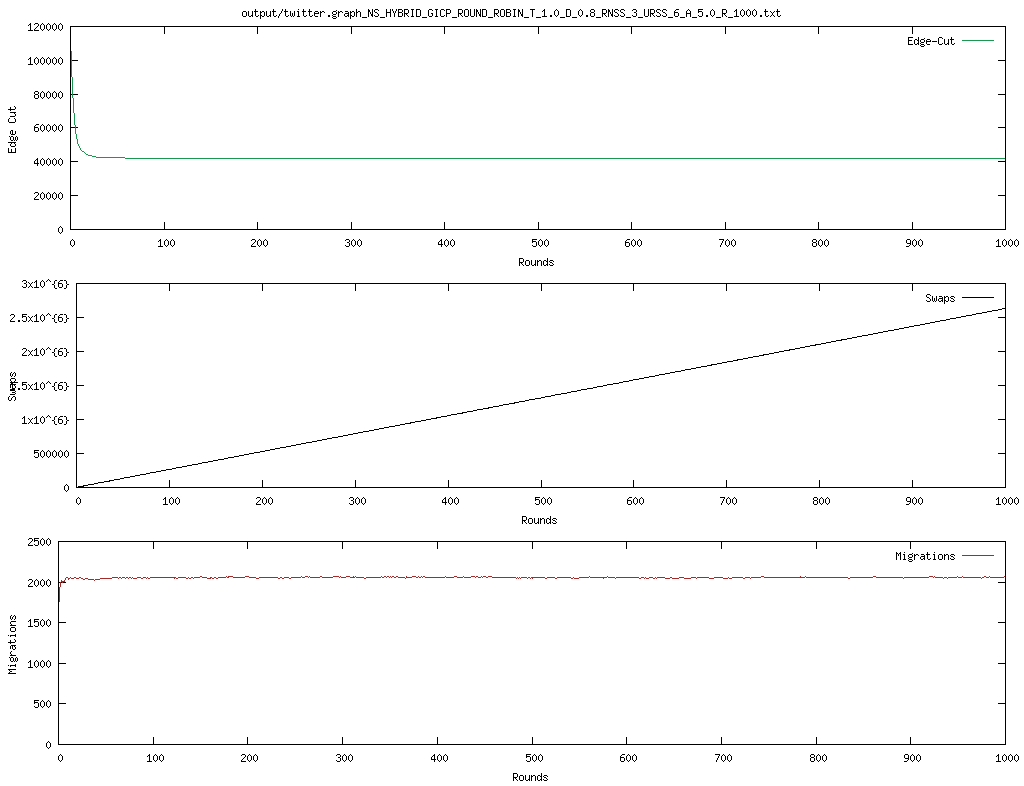 output/twitter.graph_NS_HYBRID_GICP_ROUND_ROBIN_T_1.0_D_0.8_RNSS_3_URSS_6_A_5.0_R_1000.txt
120000
100000
80000
60000
40000
20000
0
Edge Cut
Edge-Cut
0 100 200 300 400 500 600 700 800 900 1000
Rounds
3x10^{6}
2.5x10^{6}
2x10^{6}
.5x10^{6}
1x10^{6}
500000
0
Swaps
Swaps
0 100 200 300 400 500 600 700 800 900 1000
Rounds
2500
2000
1500
1000
500
0
Migrations
Migrations
0 100 200 300 400 500 600 700 800 900 1000
Rounds